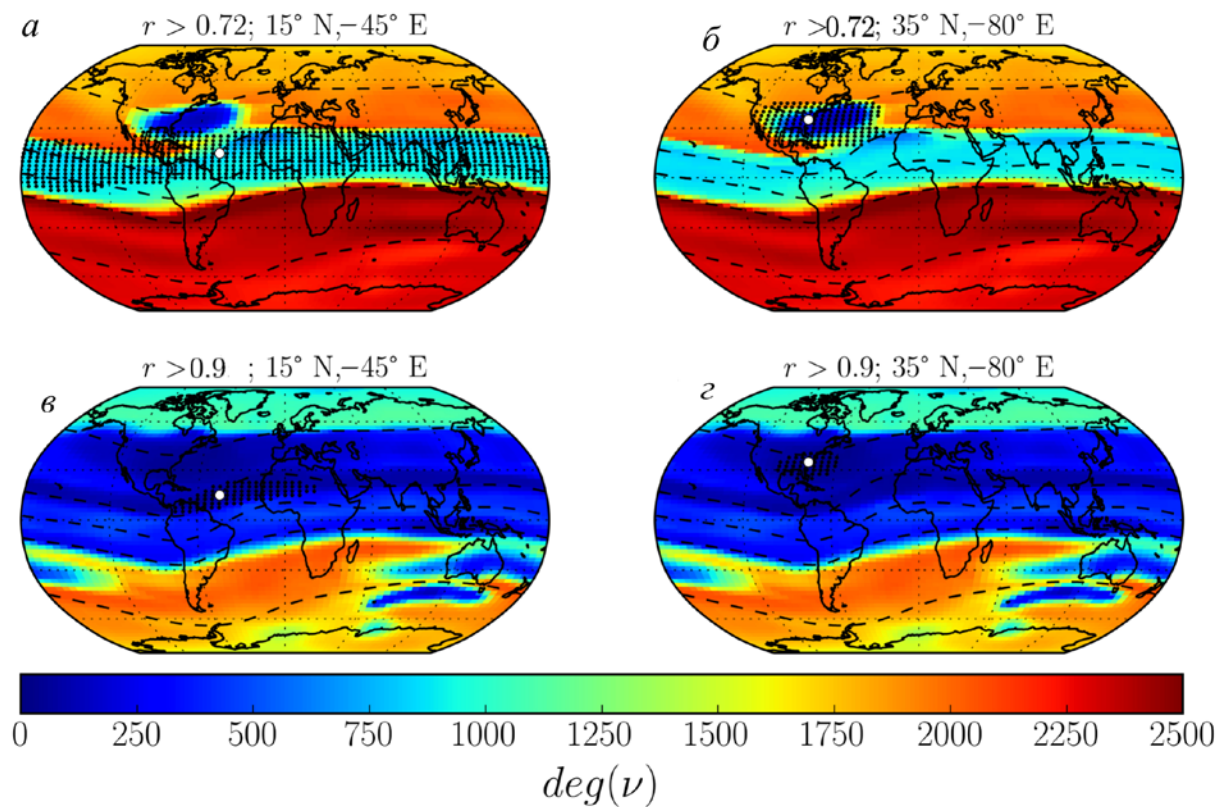 а
r > 0.72; 15° N,−45° E
б
r >0.72; 35° N,−80° E
в
r >0.9 ; 15° N,−45° E
г
r > 0.9; 35° N,−80° E
0 250 500 750 1000 1250 1500 1750 2000 2250 2500
deg(ν)